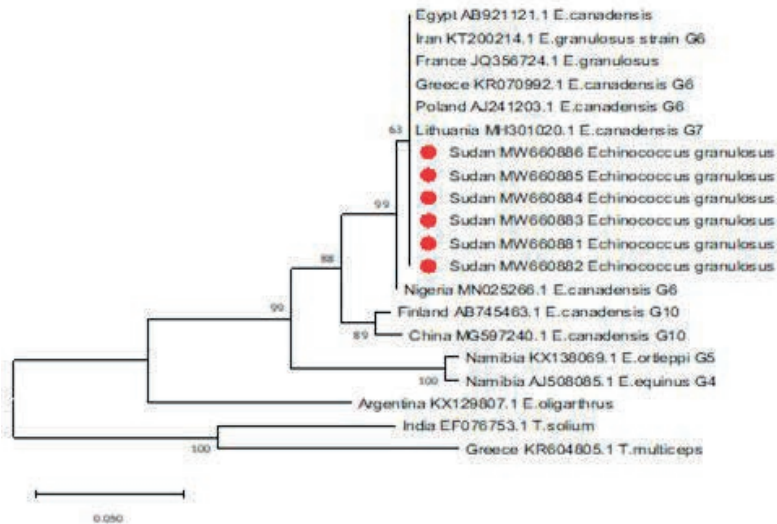 Egypt AB921121.1 E.canadensis
Iran KT200214.1 E.granulosus strain G6
France JQ356724.1 E.granulosus
Greece KR070992.1 E.canadensis G6
Poland AJ241203.1 E.canadensis G6
63 Lithuania MH301020.1 E.canadensis G7
Sudan MW660886 Echinococcus granulosus
Sudan MW660885 Echinococcus granulosus
Sudan MW660884 Echinococcus granulosus
99 Sudan MW660883 Echinococcus granulosus
Sudan MW660881 Echinococcus granulosus
88 Sudan MW660882 Echinococcus granulosus
Nigeria MN025266.1 E.canadensis G6
99 Finland AB745463.1 E.canadensis G10
89 China MG597240.1 E.canadensis G10
Namibia KX138069.1 E.ortleppi G5
100 Namibia AJ508085.1 E.equinus G4
Argentina KX129807.1 E.oligarthrus
India EF076753.1 T.solium
100 Greece KR604805.1 T.multiceps
0.050